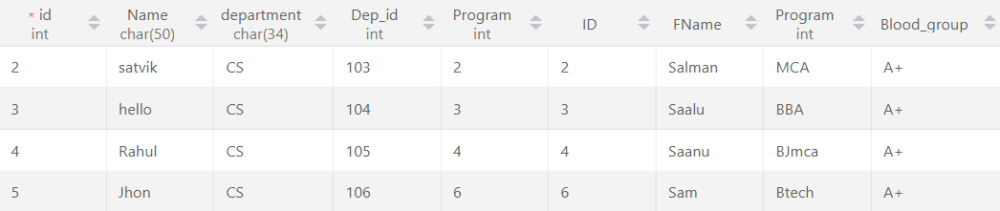 * id int Name char(50) department char(34) Dep_id int Program int ID FName Program int Blood_group
2 satvik CS 103 2 2 Salman MCA A+
3 hello CS 104 3 3 Saalu BBA A+
4 Rahul CS 105 4 4 Saanu BJmca A+
5 Jhon CS 106 6 6 Sam Btech A+